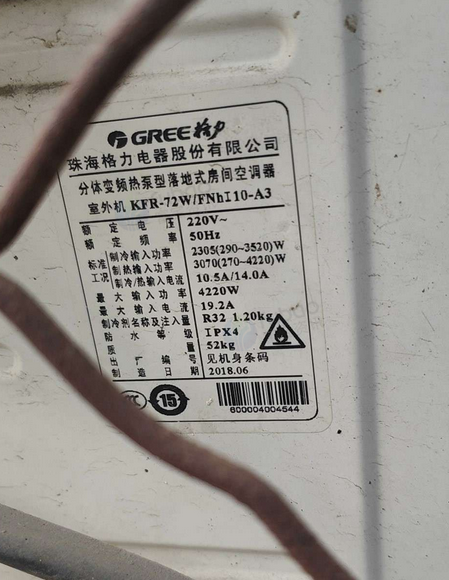 GREE格力
珠海格力电器股份有限公司
分体变频热泵型落地式房间空调器
室外机 KFR-72W/FNhI10-A3
额定电压 220V~
额定频率 50Hz
标准工况
制冷输入功率 2305(290~3520)W
制热输入功率 3070(270~4220)W
制冷/热输入电流 10.5A/14.0A
最大输入功率 4220W
最大输入电流 19.2A
制冷剂名称及注入量 R32 1.20kg
防水等级 IPX4
质量 52kg
出厂编号 见机身条码
制造日期 2018.06
15
600004004544